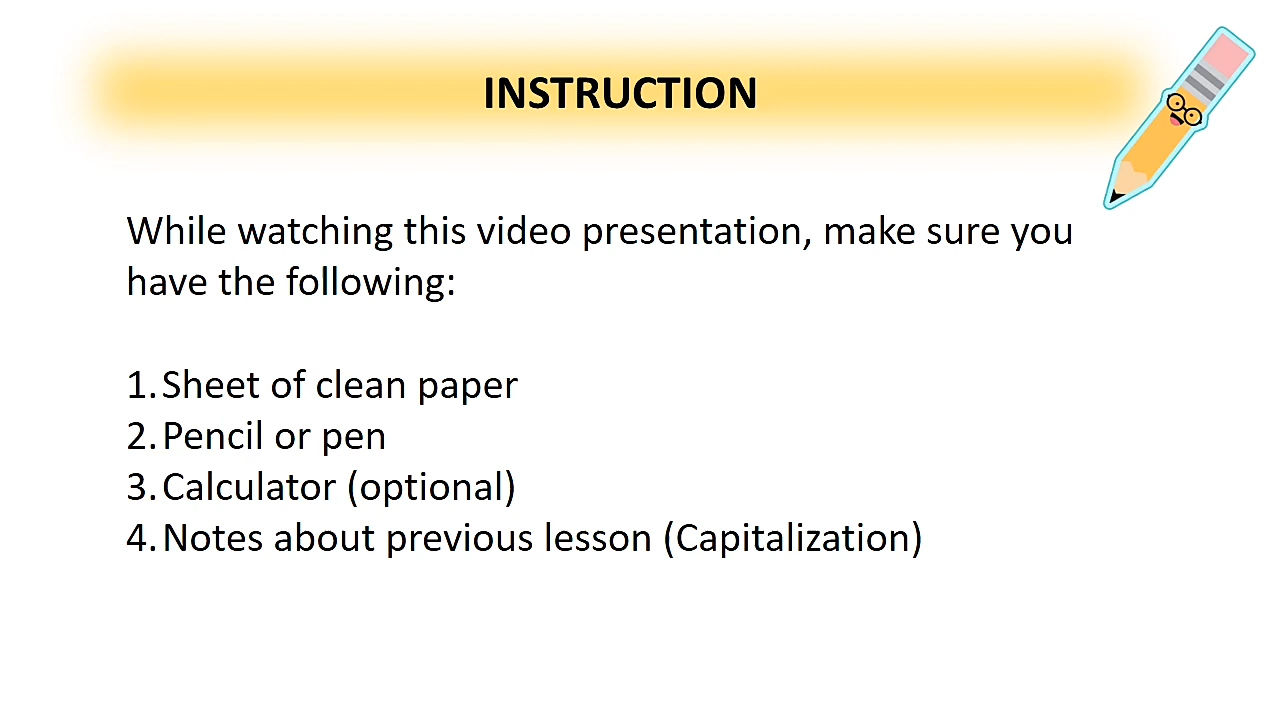 INSTRUCTION
While watching this video presentation, make sure you
have the following:
1. Sheet of clean paper
2. Pencil or pen
3. Calculator (optional)
4. Notes about previous lesson (Capitalization)